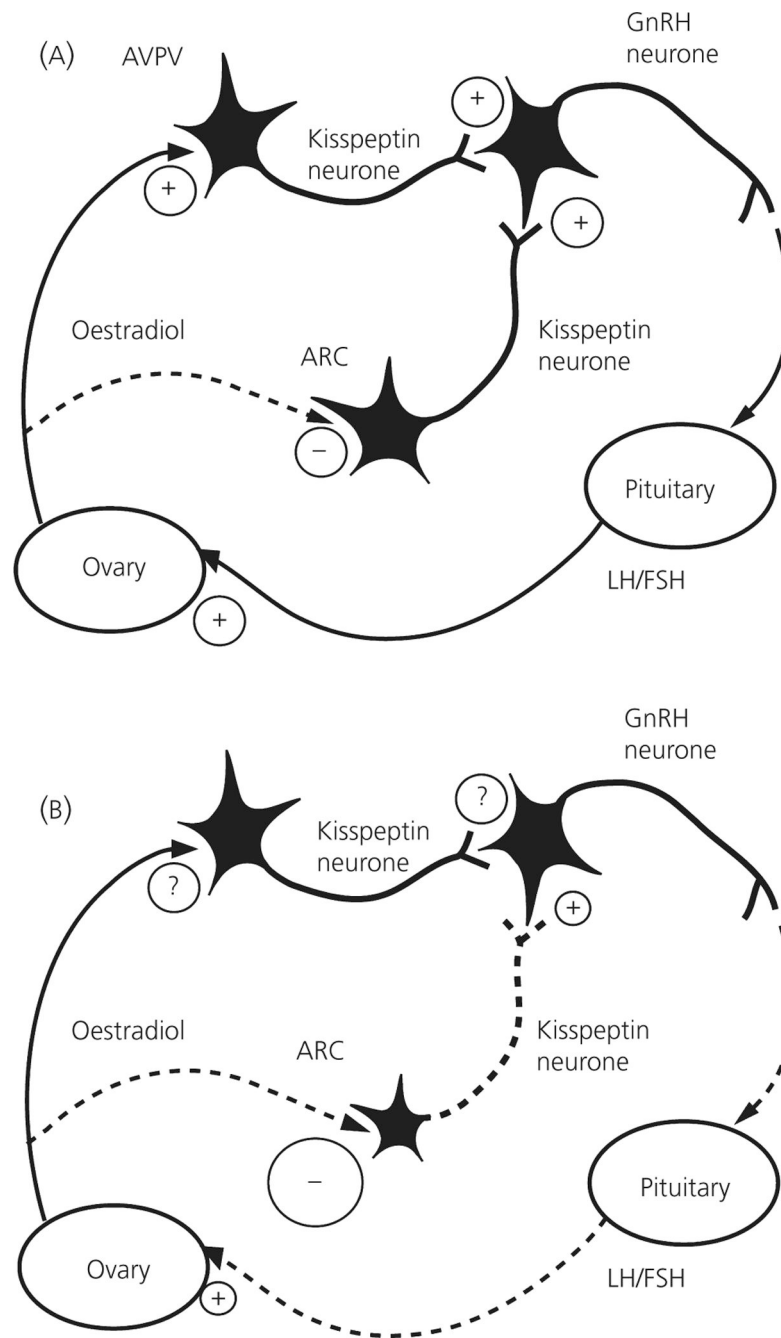 (A)
AVPV
GnRH
neurone
+
+
Kisspeptin
neurone
+
Oestradiol
ARC
Kisspeptin
neurone
−
Pituitary
Ovary
LH/FSH
+
(B)
GnRH
neurone
?
Kisspeptin
neurone
?
+
Oestradiol
ARC
Kisspeptin
neurone
−
Pituitary
Ovary
LH/FSH
+